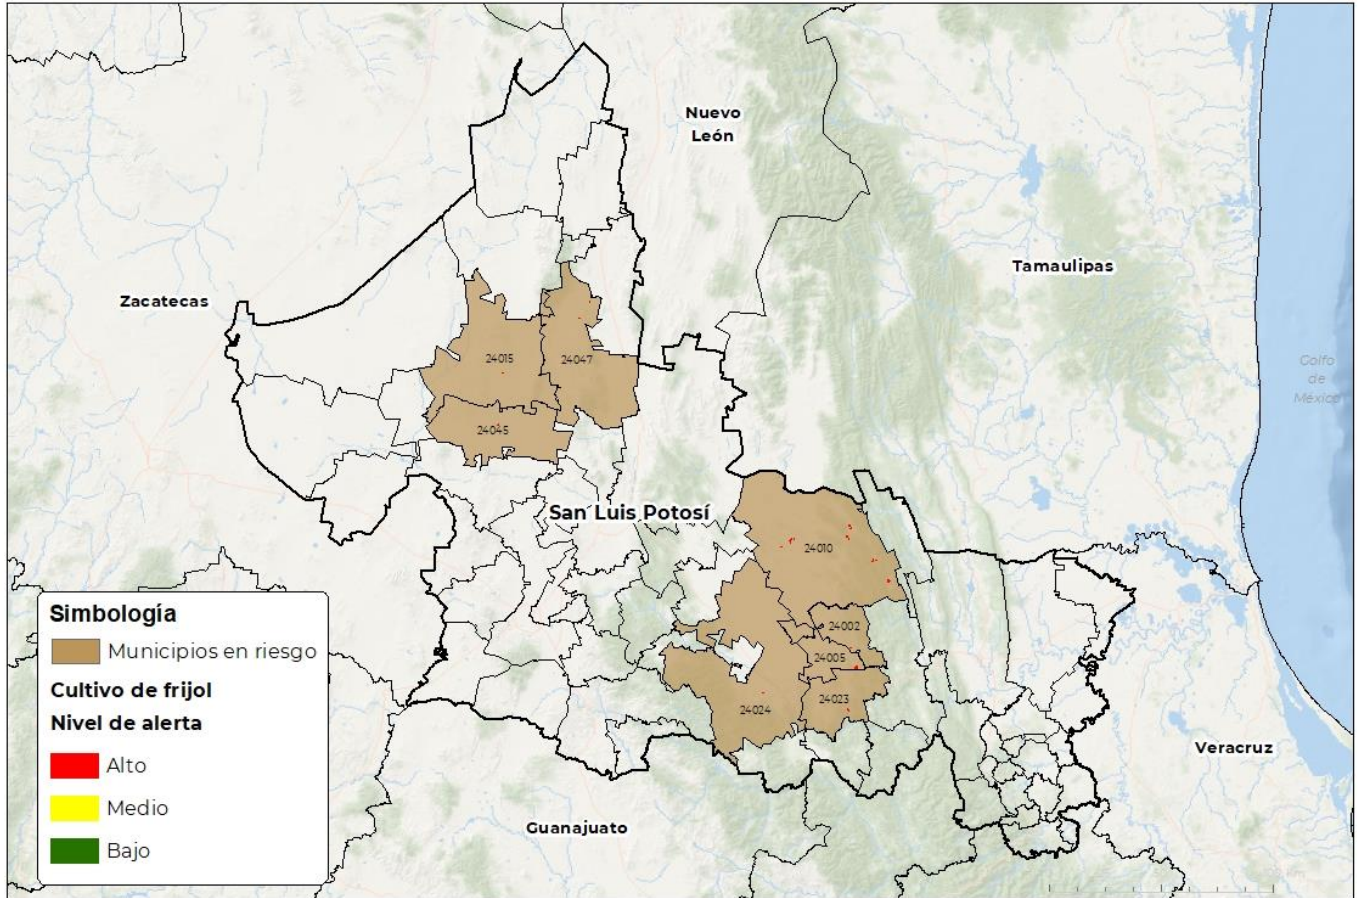 Nuevo
León
Tamaulipas
Zacatecas
Golfo
de
México
24015
24047
24045
San Luis Potosí
24010
24002
24005
24023
24024
Veracruz
Guanajuato
Simbología
Municipios en riesgo
Cultivo de frijol
Nivel de alerta
Alto
Medio
Bajo